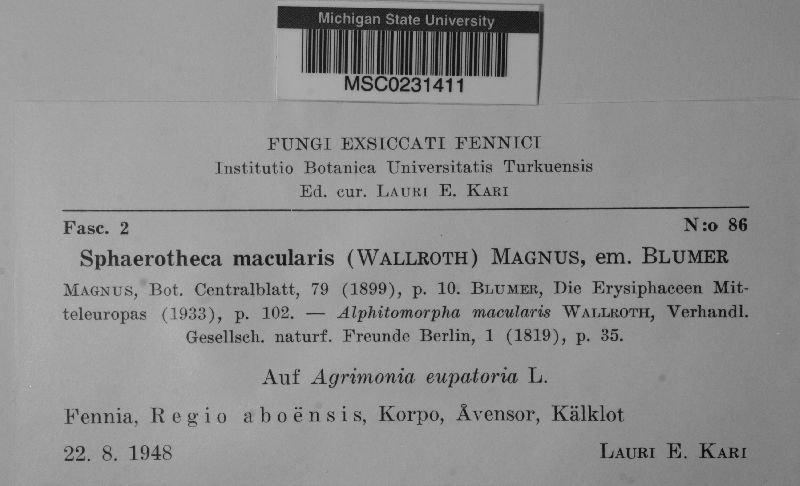 Michigan State University
MSC0231411
FUNGI EXSICCATI FENNICI
Institutio Botanica Universitatis Turkuensis
Ed. cur. LAURI E. KARI
Fasc. 2 N:o 86
Sphaerotheca macularis (WALLROTH) MAGNUS, em. BLUMER
MAGNUS, Bot. Centralblatt, 79 (1899), p. 10. BLUMER, Die Erysiphaceen Mit-
teleuropas (1933), p. 102. — Alphitomorpha macularis WALLROTH, Verhandl.
Gesellsch. naturf. Freunde Berlin, 1 (1819), p. 35.
Auf Agrimonia eupatoria L.
Fennia, Regio aboënsis, Korpo, Åvensor, Kälklot
22. 8. 1948 LAURI E. KARI